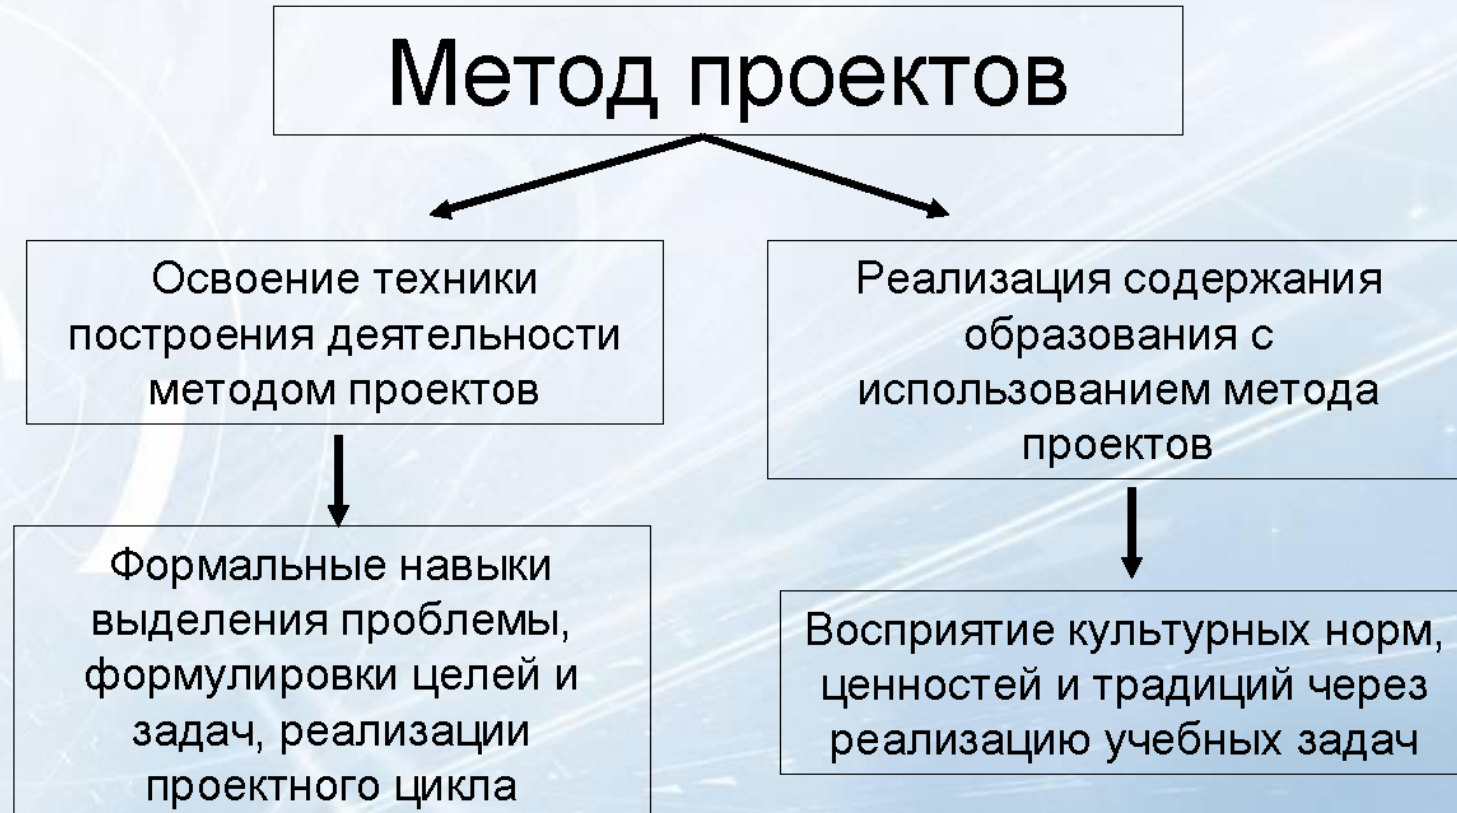 Метод проектов
Освоение техники
построения деятельности
методом проектов
Реализация содержания
образования с
использованием метода
проектов
Формальные навыки
выделения проблемы,
формулировки целей и
задач, реализации
проектного цикла
Восприятие культурных норм,
ценностей и традиций через
реализацию учебных задач